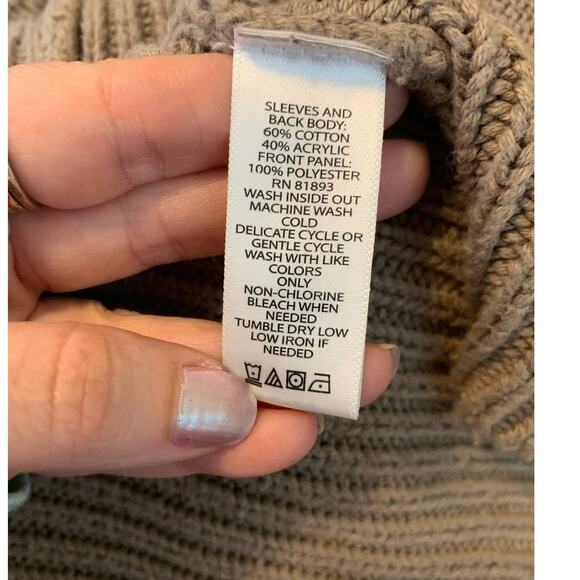 SLEEVES AND
BACK BODY:
60% COTTON
40% ACRYLIC
FRONT PANEL:
100% POLYESTER
RN 81893
WASH INSIDE OUT
MACHINE WASH
COLD
DELICATE CYCLE OR
GENTLE CYCLE
WASH WITH LIKE
COLORS
ONLY
NON-CHLORINE
BLEACH WHEN
NEEDED
TUMBLE DRY LOW
LOW IRON IF
NEEDED